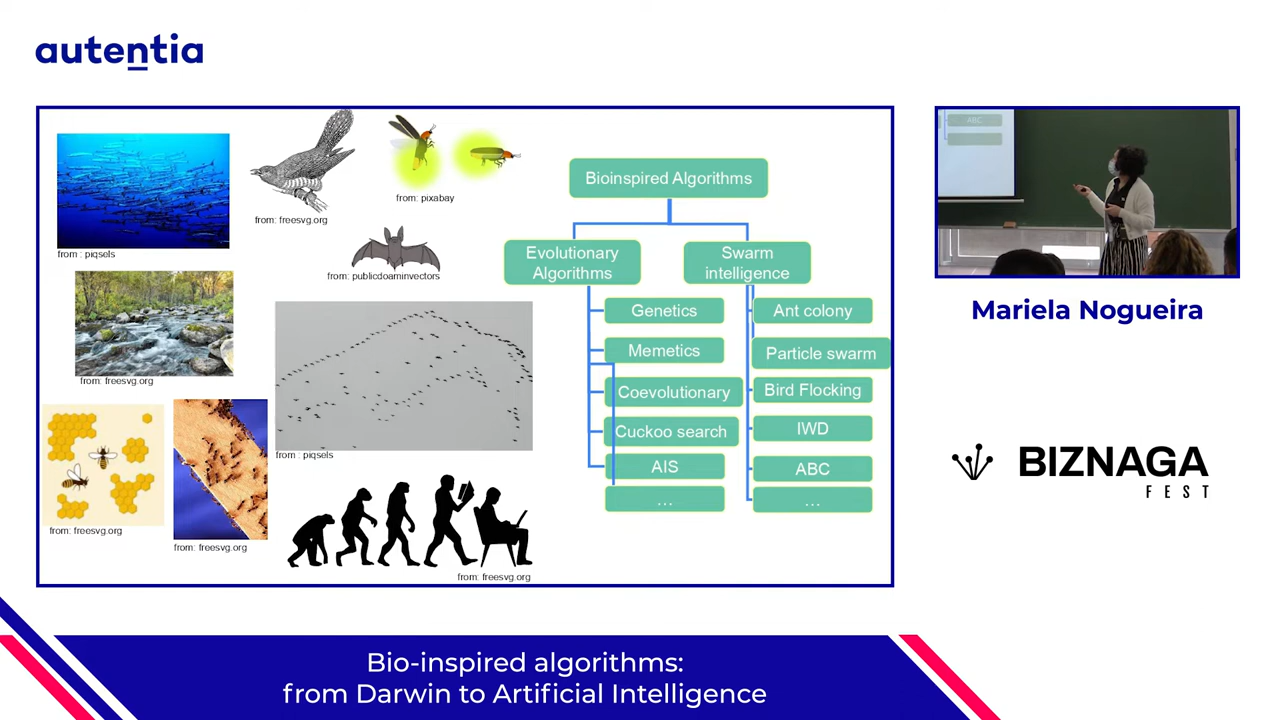 autentia
from : piqsels
from: freesvg.org
from: pixabay
from: publicdoaminvectors
from: freesvg.org
from : piqsels
from: freesvg.org
from: freesvg.org
from: freesvg.org
Bioinspired Algorithms
Evolutionary
Algorithms
Genetics
Memetics
Coevolutionary
Cuckoo search
AIS
...
Swarm
intelligence
Ant colony
Particle swarm
Bird Flocking
IWD
ABC
...
ABC
Mariela Nogueira
BIZNAGA
FEST
Bio-inspired algorithms:
from Darwin to Artificial Intelligence